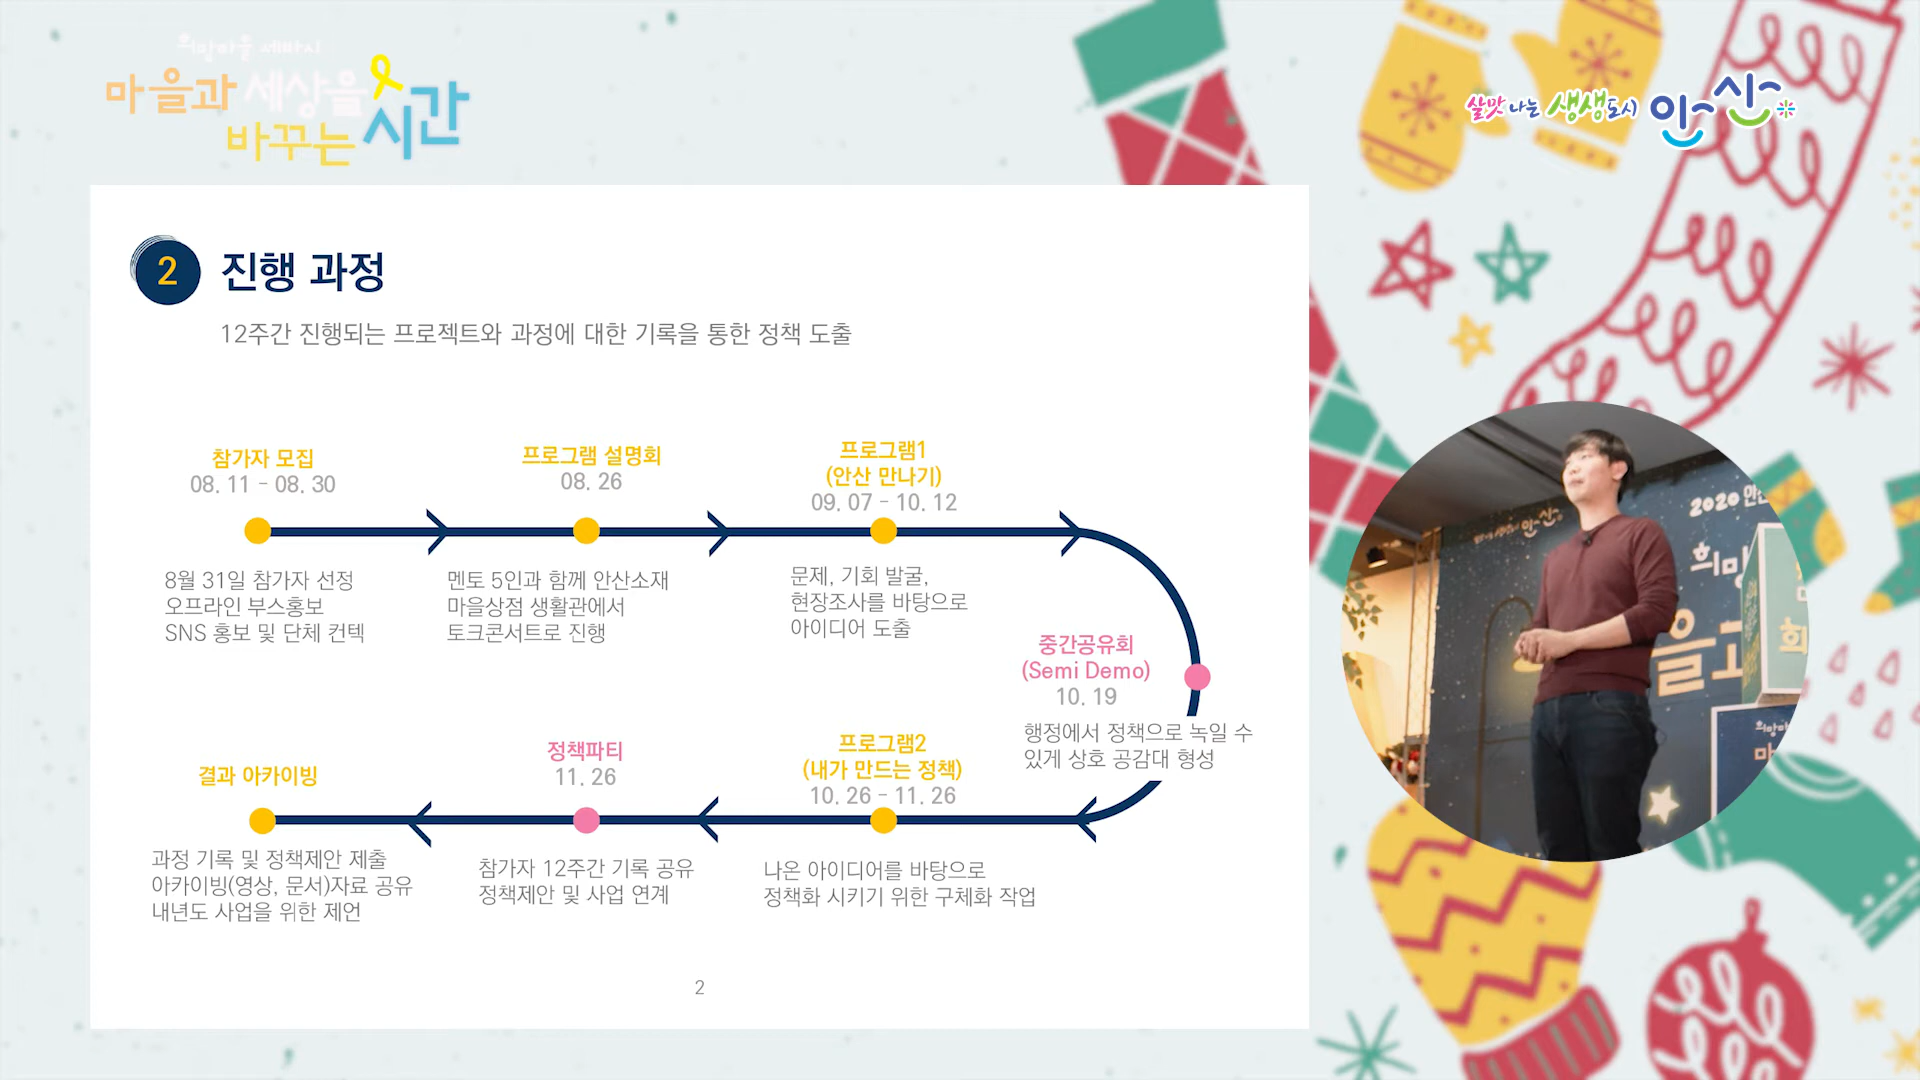 희망마을 세바시
마을과 세상을
바꾸는 시간
살맛나는 생생도시 안산
2 진행 과정
12주간 진행되는 프로젝트와 과정에 대한 기록을 통한 정책 도출
참가자 모집
08. 11 - 08. 30
8월 31일 참가자 선정
오프라인 부스홍보
SNS 홍보 및 단체 컨텍
프로그램 설명회
08. 26
멘토 5인과 함께 안산소재
마을상점 생활관에서
토크콘서트로 진행
프로그램1
(안산 만나기)
09. 07 - 10. 12
문제, 기회 발굴,
현장조사를 바탕으로
아이디어 도출
중간공유회
(Semi Demo)
10. 19
행정에서 정책으로 녹일 수
있게 상호 공감대 형성
프로그램2
(내가 만드는 정책)
10. 26 - 11. 26
나온 아이디어를 바탕으로
정책화 시키기 위한 구체화 작업
정책파티
11. 26
참가자 12주간 기록 공유
정책제안 및 사업 연계
결과 아카이빙
과정 기록 및 정책제안 제출
아카이빙(영상, 문서)자료 공유
내년도 사업을 위한 제언
2
2020 안산
희망
을과